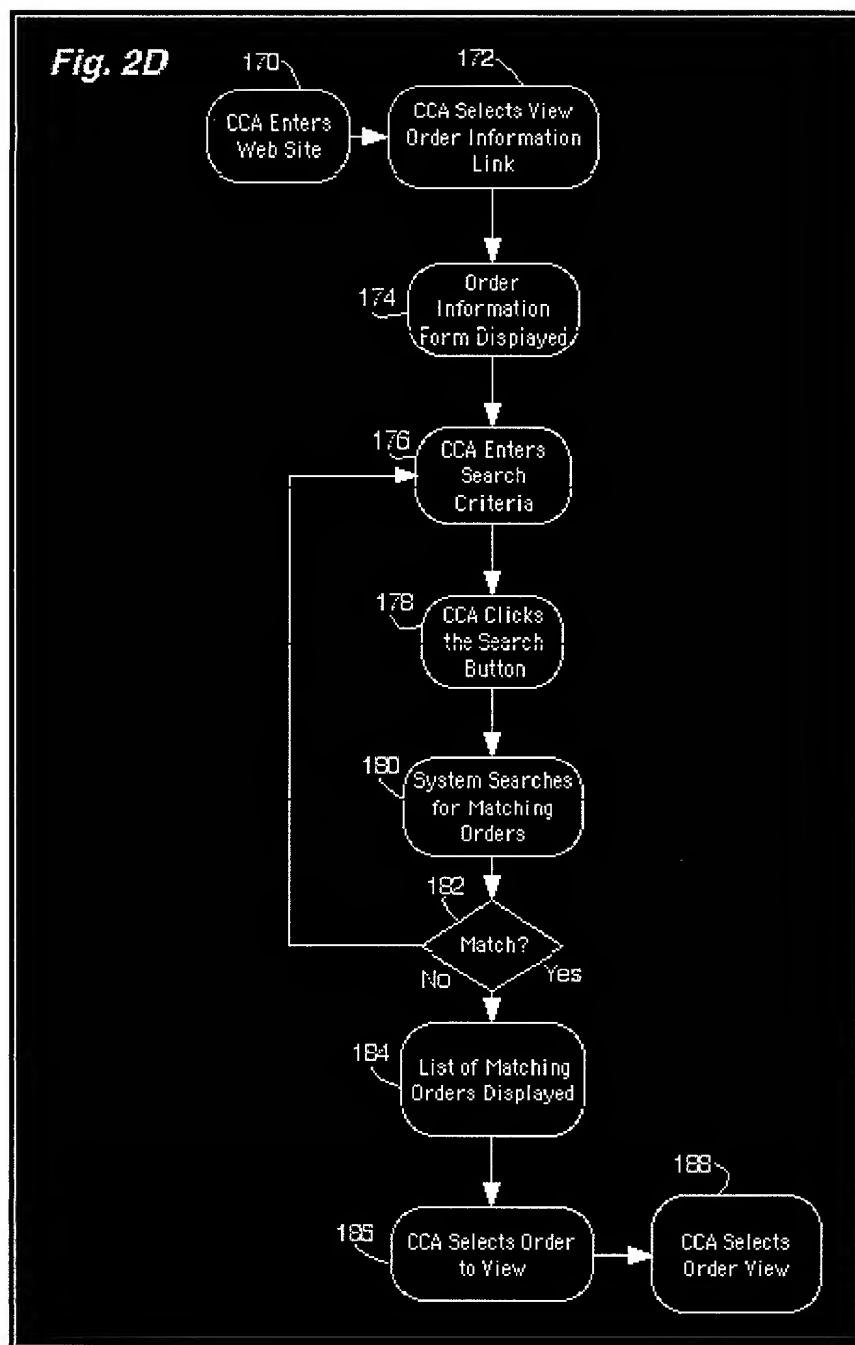 Fig. 2D
170
172
CCA Enters
Web Site
CCA Selects View
Order Information
Link
174
Order
Information
Form Displayed
176
CCA Enters
Search
Criteria
178
CCA Clicks
the Search
Button
180
System Searches
for Matching
Orders
182
Match?
No
Yes
184
List of Matching
Orders Displayed
186
CCA Selects Order
to View
188
CCA Selects
Order View